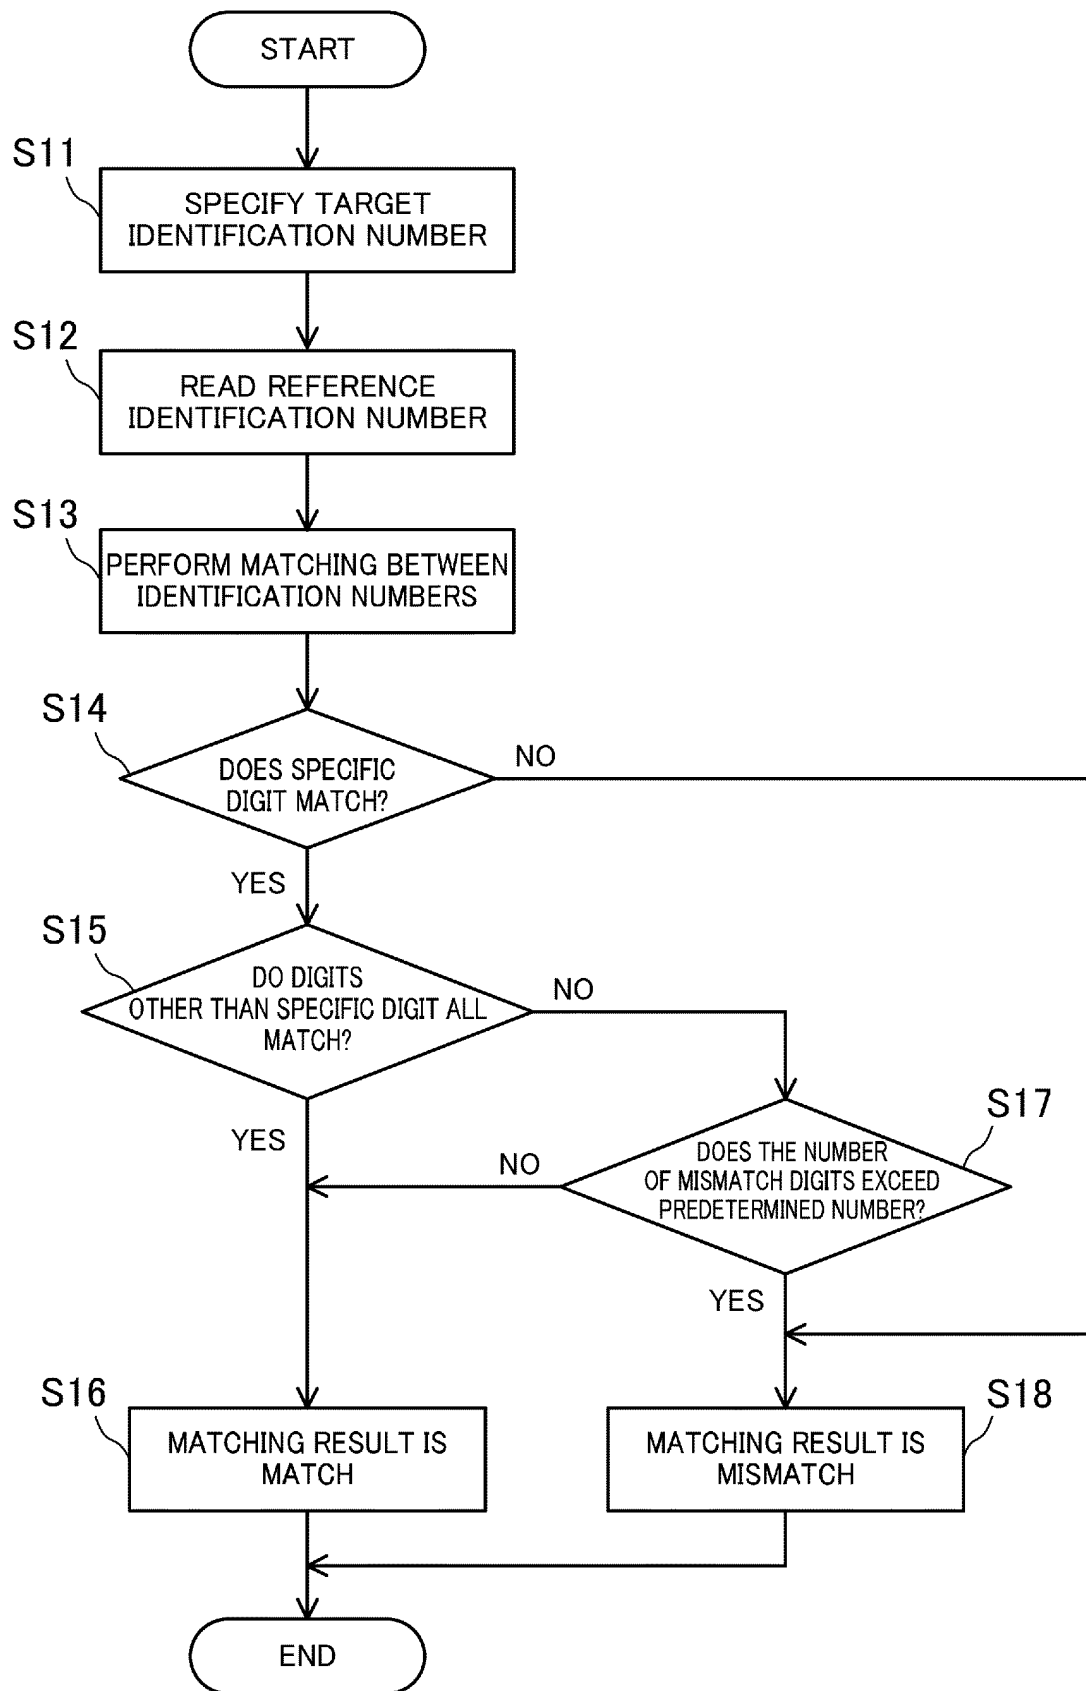 START
S11
SPECIFY TARGET
IDENTIFICATION NUMBER
S12
READ REFERENCE
IDENTIFICATION NUMBER
S13
PERFORM MATCHING BETWEEN
IDENTIFICATION NUMBERS
S14
DOES SPECIFIC
DIGIT MATCH?
NO
YES
S15
DO DIGITS
OTHER THAN SPECIFIC DIGIT ALL
MATCH?
NO
YES
S17
DOES THE NUMBER
OF MISMATCH DIGITS EXCEED
PREDETERMINED NUMBER?
NO
YES
S16
MATCHING RESULT IS
MATCH
S18
MATCHING RESULT IS
MISMATCH
END